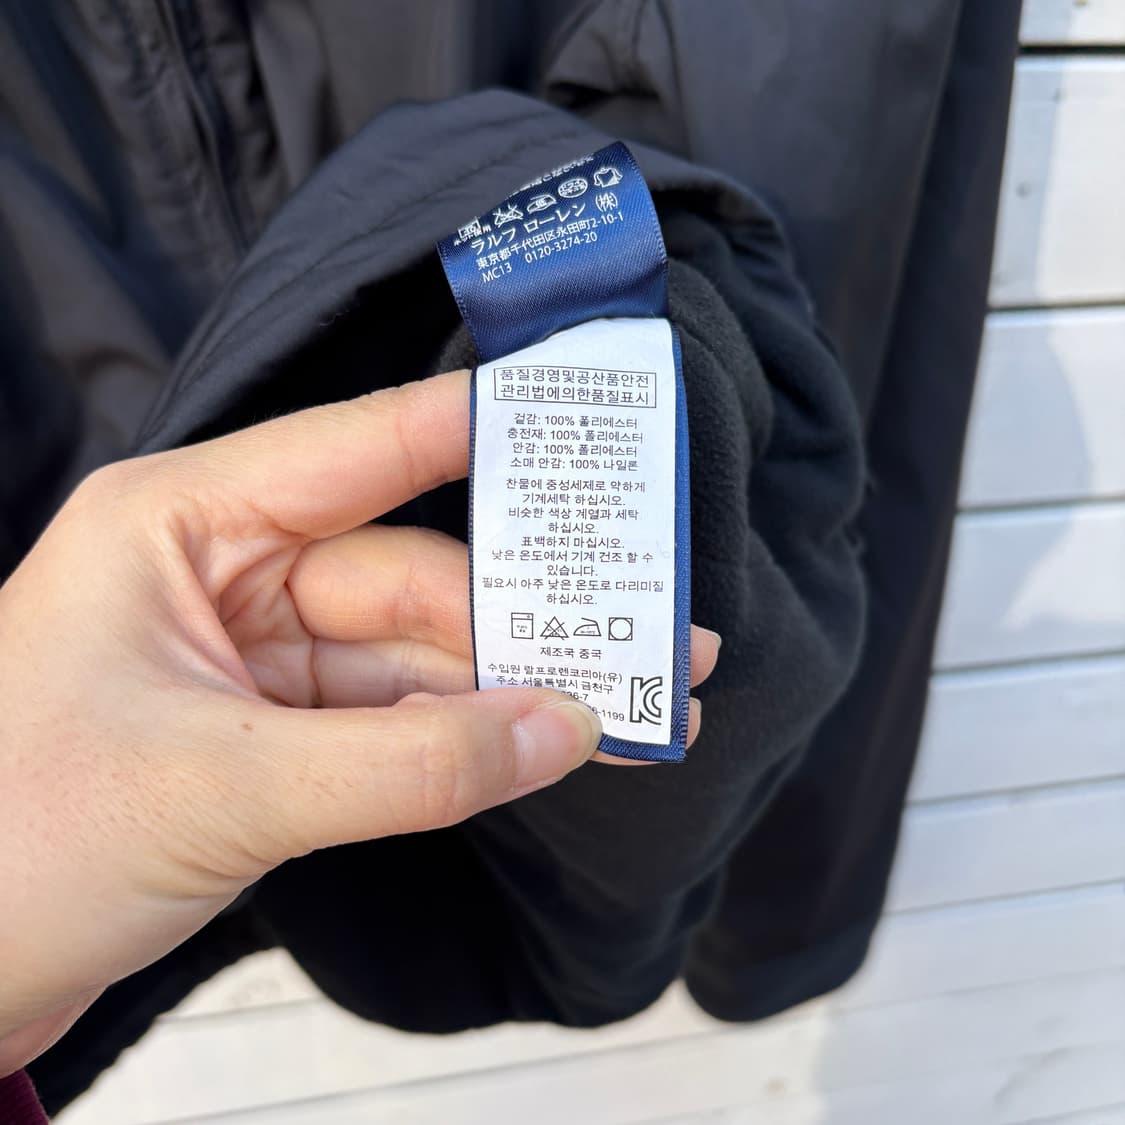 ラルフ ローレン (株)
東京都千代田区永田町2-10-1
MC13 0120-3274-20
품질경영및공산품안전
관리법에의한품질표시
겉감: 100% 폴리에스터
충전재: 100% 폴리에스터
안감: 100% 폴리에스터
소매 안감: 100% 나일론
찬물에 중성세제로 약하게
기계세탁 하십시오.
비슷한 색상 계열과 세탁
하십시오.
표백하지 마십시오.
낮은 온도에서 기계 건조 할 수
있습니다.
필요시 아주 낮은 온도로 다리미질
하십시오.
제조국 중국
수입원 랄프로렌코리아(유)
주소 서울특별시 금천구
6-7
6-1199